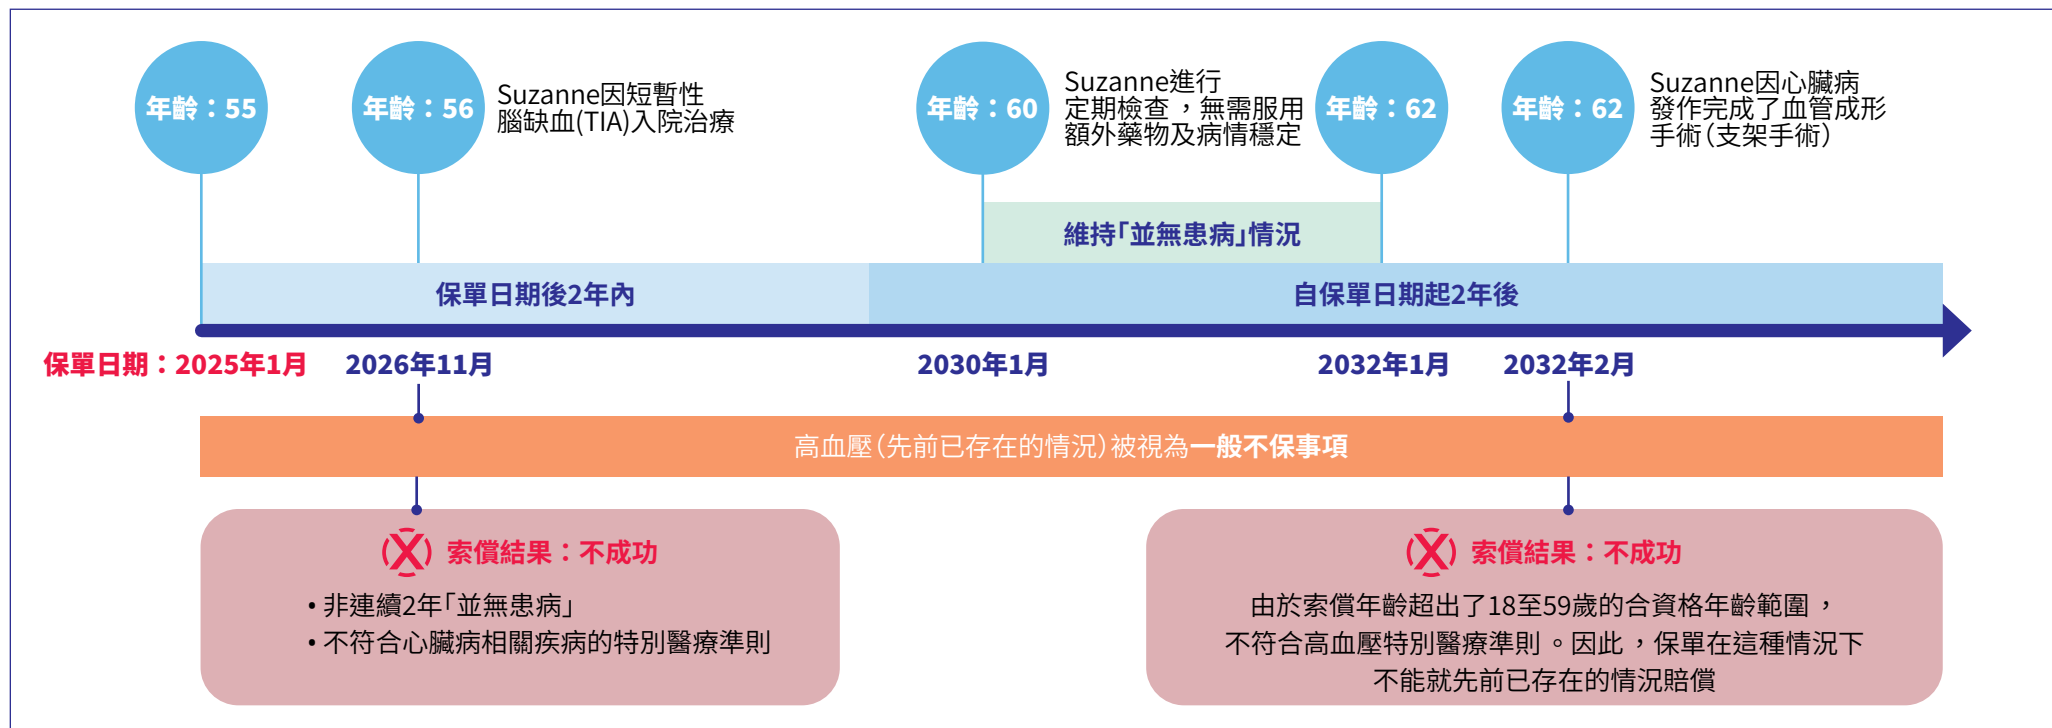 年齡：55
年齡：56
Suzanne因短暫性
腦缺血(TIA)入院治療
年齡：60
Suzanne進行
定期檢查，無需服用
額外藥物及病情穩定
年齡：62
年齡：62
Suzanne因心臟病
發作完成了血管成形
手術(支架手術)
維持「並無患病」情況
保單日期後2年內
自保單日期起2年後
保單日期：2025年1月
2026年11月
2030年1月
2032年1月
2032年2月
高血壓(先前已存在的情況)被視為一般不保事項
X 索償結果：不成功
• 非連續2年「並無患病」
• 不符合心臟病相關疾病的特別醫療準則
X 索償結果：不成功
由於索償年齡超出了18至59歲的合資格年齡範圍，
不符合高血壓特別醫療準則。因此，保單在這種情況下
不能就先前已存在的情況賠償